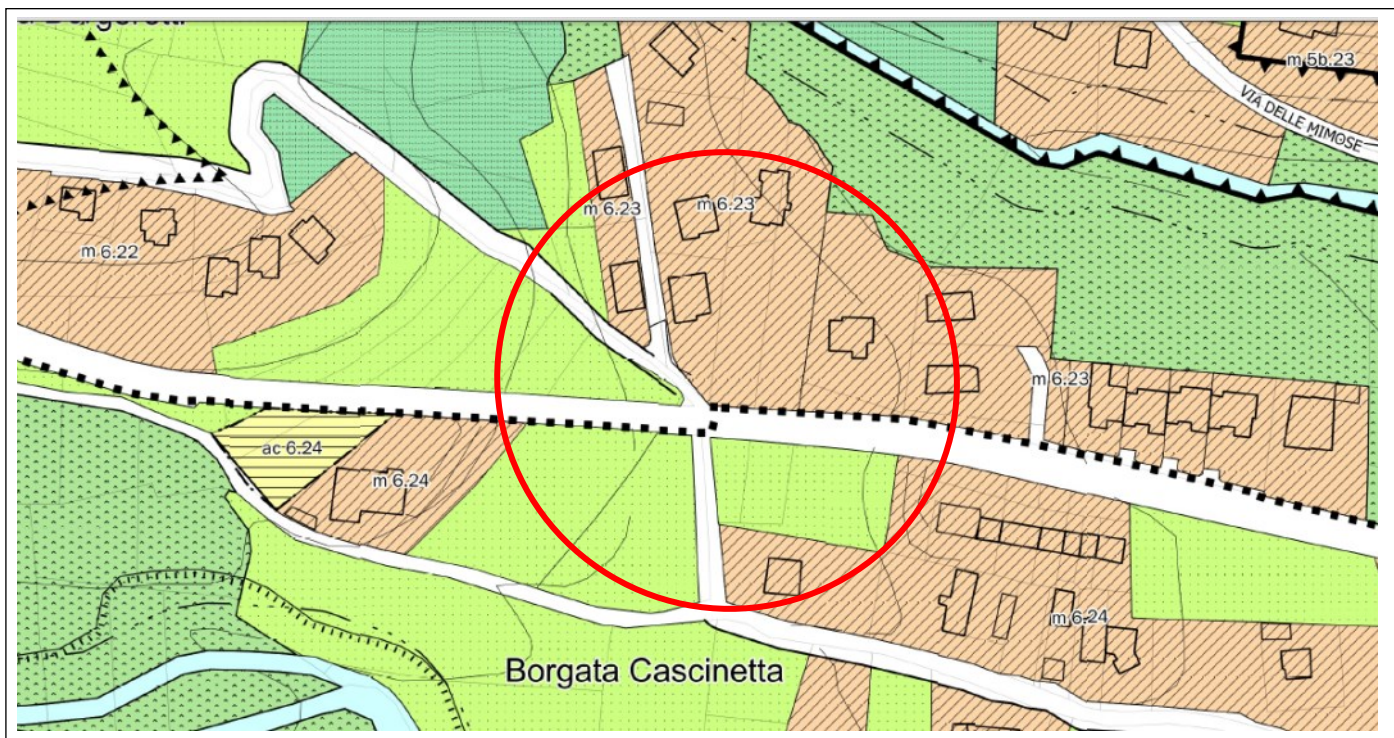 m 5b.23
VIA DELLE MIMOSE
m 6.23
m 6.23
m 6.22
m 6.23
ac 6.24
m 6.24
m 6.24
Borgata Cascinetta